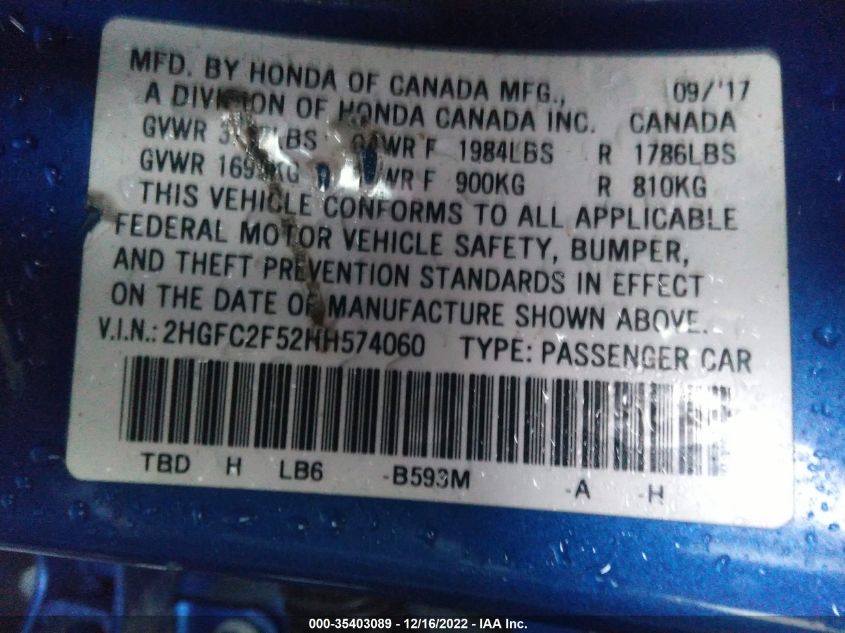 MFD. BY HONDA OF CANADA MFG., 09/'17
A DIVISION OF HONDA CANADA INC. CANADA
GVWR LBS F 1984LBS R 1786LBS
GVWR F 900KG R 810KG
THIS VEHICLE CONFORMS TO ALL APPLICABLE
FEDERAL MOTOR VEHICLE SAFETY, BUMPER,
AND THEFT PREVENTION STANDARDS IN EFFECT
ON THE DATE OF MANUFACTURE SHOWN ABOVE.
V.I.N.: 2HGFC2F52HH574060 TYPE: PASSENGER CAR
TBD H LB6 -B593M -A -H
000-35403089 - 12/16/2022 - IAA Inc.